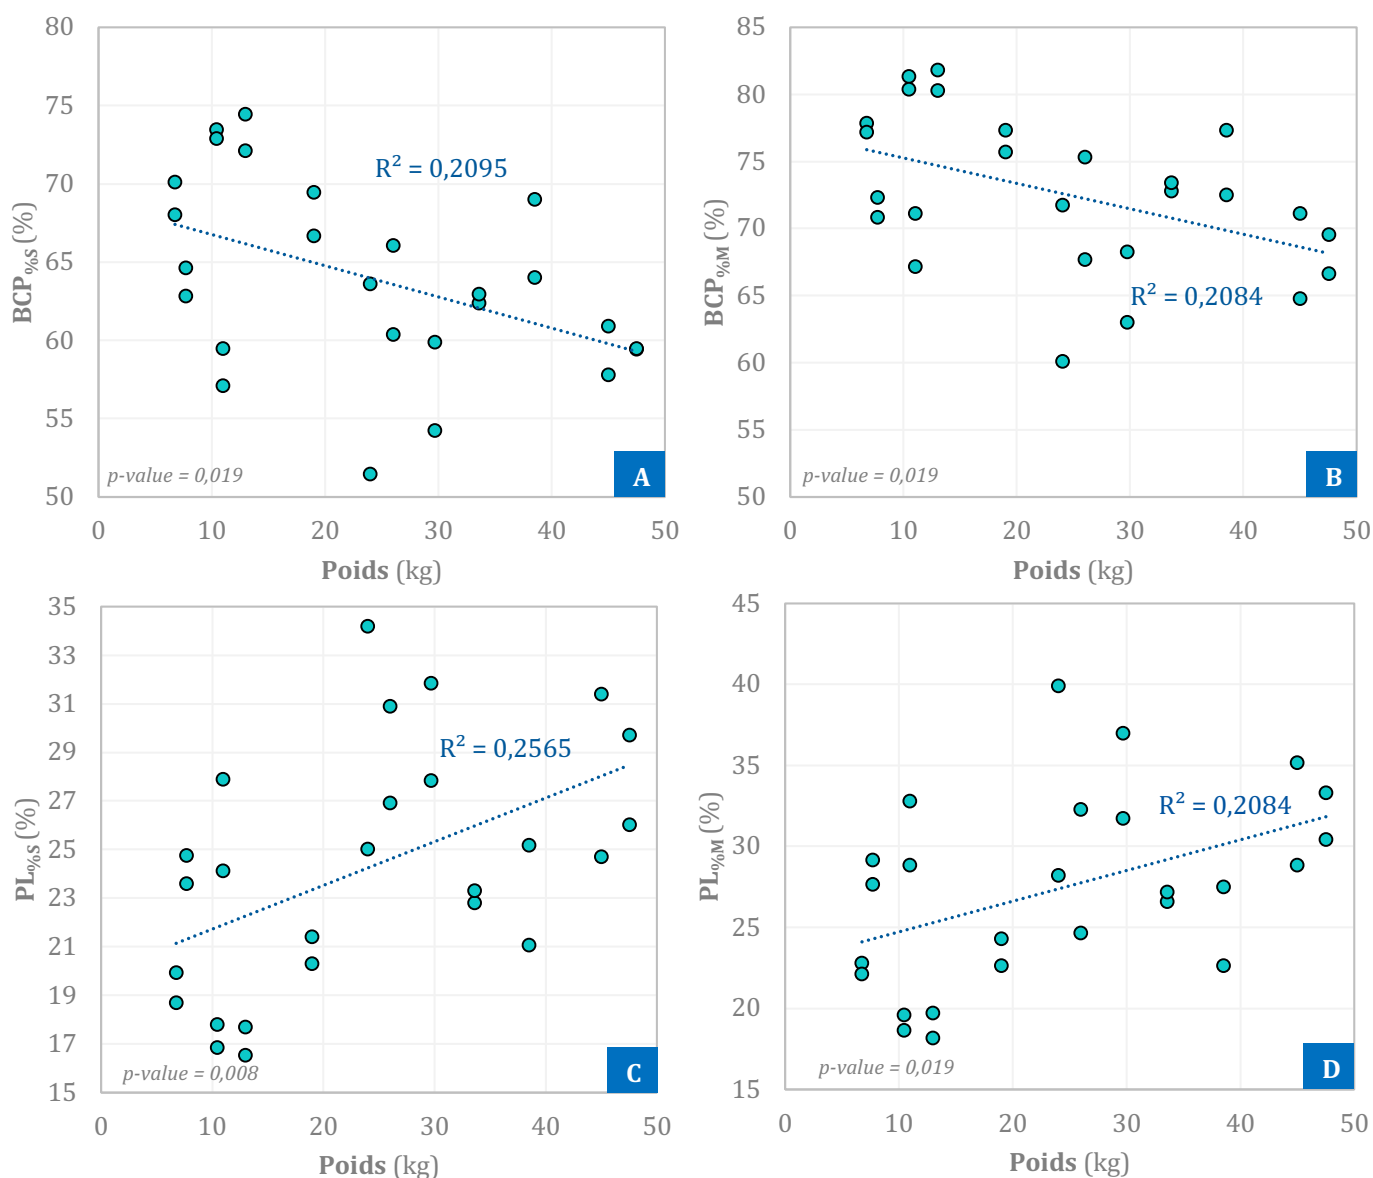 80
75
70
65
60
55
50
BCP%S (%)
R² = 0,2095
p-value = 0,019
A
0 10 20 30 40 50
Poids (kg)
85
80
75
70
65
60
55
50
BCP%M (%)
R² = 0,2084
p-value = 0,019
B
0 10 20 30 40 50
Poids (kg)
35
33
31
29
27
25
23
21
19
17
15
PL%S (%)
R² = 0,2565
p-value = 0,008
C
0 10 20 30 40 50
Poids (kg)
45
40
35
30
25
20
15
PL%M (%)
R² = 0,2084
p-value = 0,019
D
0 10 20 30 40 50
Poids (kg)